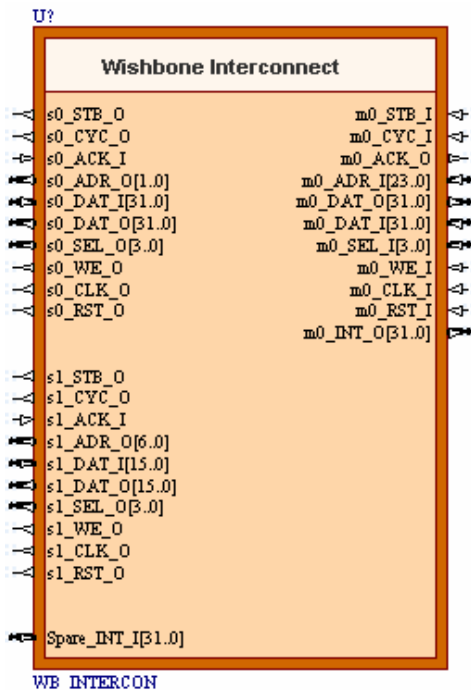 U?
Wishbone Interconnect
s0_STB_O
s0_CYC_O
s0_ACK_I
s0_ADR_O[1..0]
s0_DAT_I[31..0]
s0_DAT_O[31..0]
s0_SEL_O[3..0]
s0_WE_O
s0_CLK_O
s0_RST_O
s1_STB_O
s1_CYC_O
s1_ACK_I
s1_ADR_O[6..0]
s1_DAT_I[15..0]
s1_DAT_O[15..0]
s1_SEL_O[3..0]
s1_WE_O
s1_CLK_O
s1_RST_O
Spare_INT_I[31..0]
m0_STB_I
m0_CYC_I
m0_ACK_O
m0_ADR_I[23..0]
m0_DAT_O[31..0]
m0_DAT_I[31..0]
m0_SEL_I[3..0]
m0_WE_I
m0_CLK_I
m0_RST_I
m0_INT_O[31..0]
WB_INTERCON